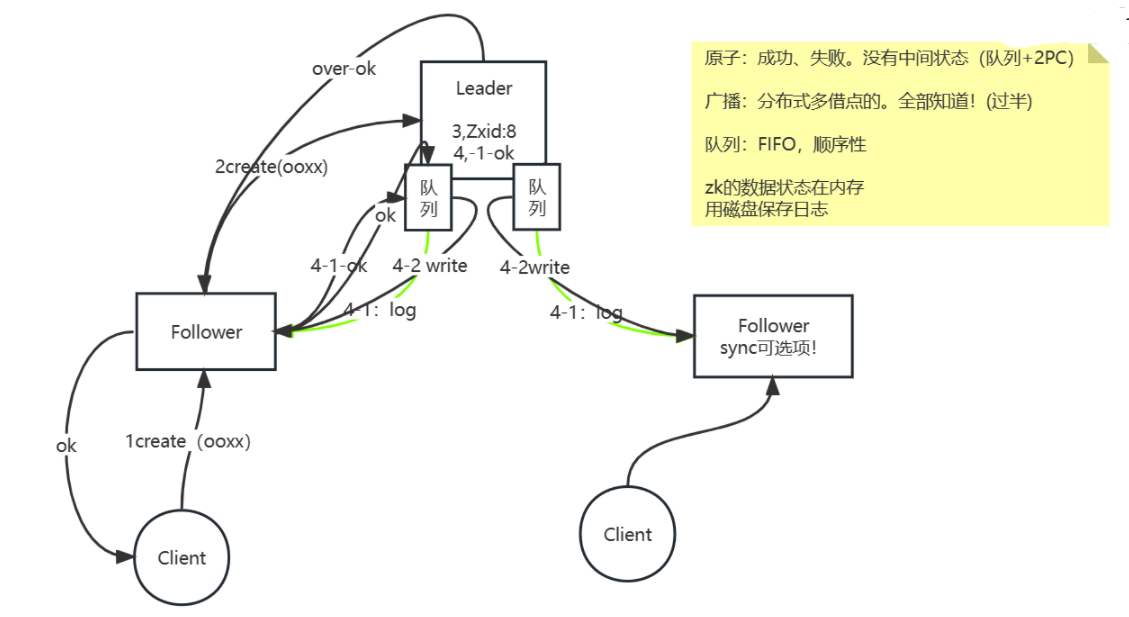 over-ok
Leader
3,Zxid:8
4,-1-ok
2create(ooxx)
队
列
队
列
ok
4-1-ok
4-2 write
4-2write
4-1：log
4-1：log
Follower
Follower
sync可选项！
ok
1create（ooxx）
Client
Client
原子：成功、失败。没有中间状态（队列+2PC）
广播：分布式多借点的。全部知道！(过半)
队列：FIFO，顺序性
zk的数据状态在内存
用磁盘保存日志